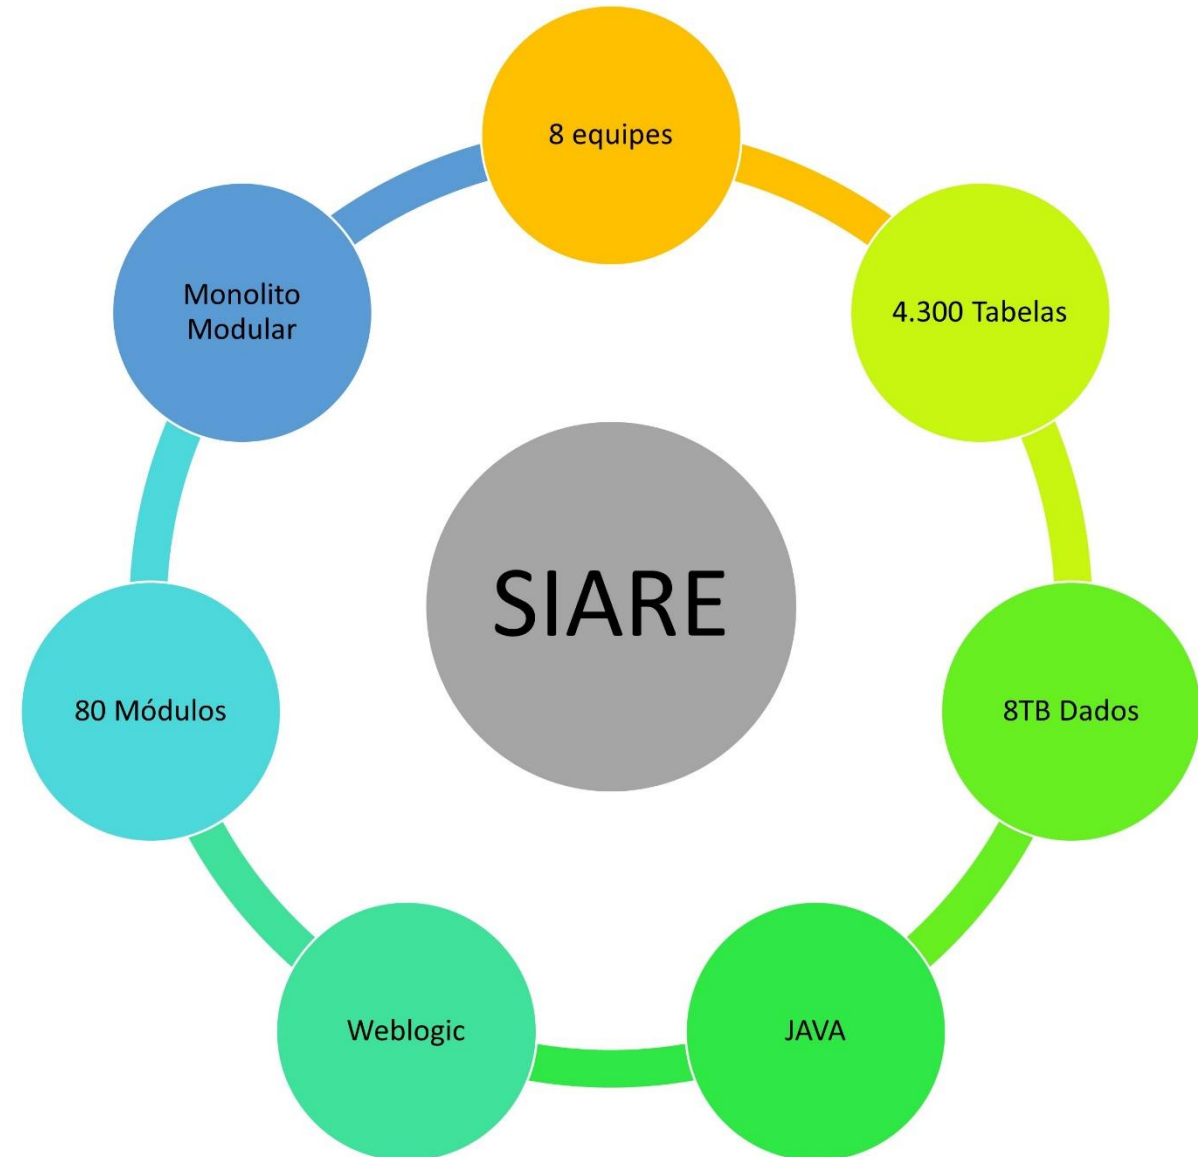 8 equipes
4.300 Tabelas
8TB Dados
JAVA
Weblogic
80 Módulos
Monolito
Modular
SIARE